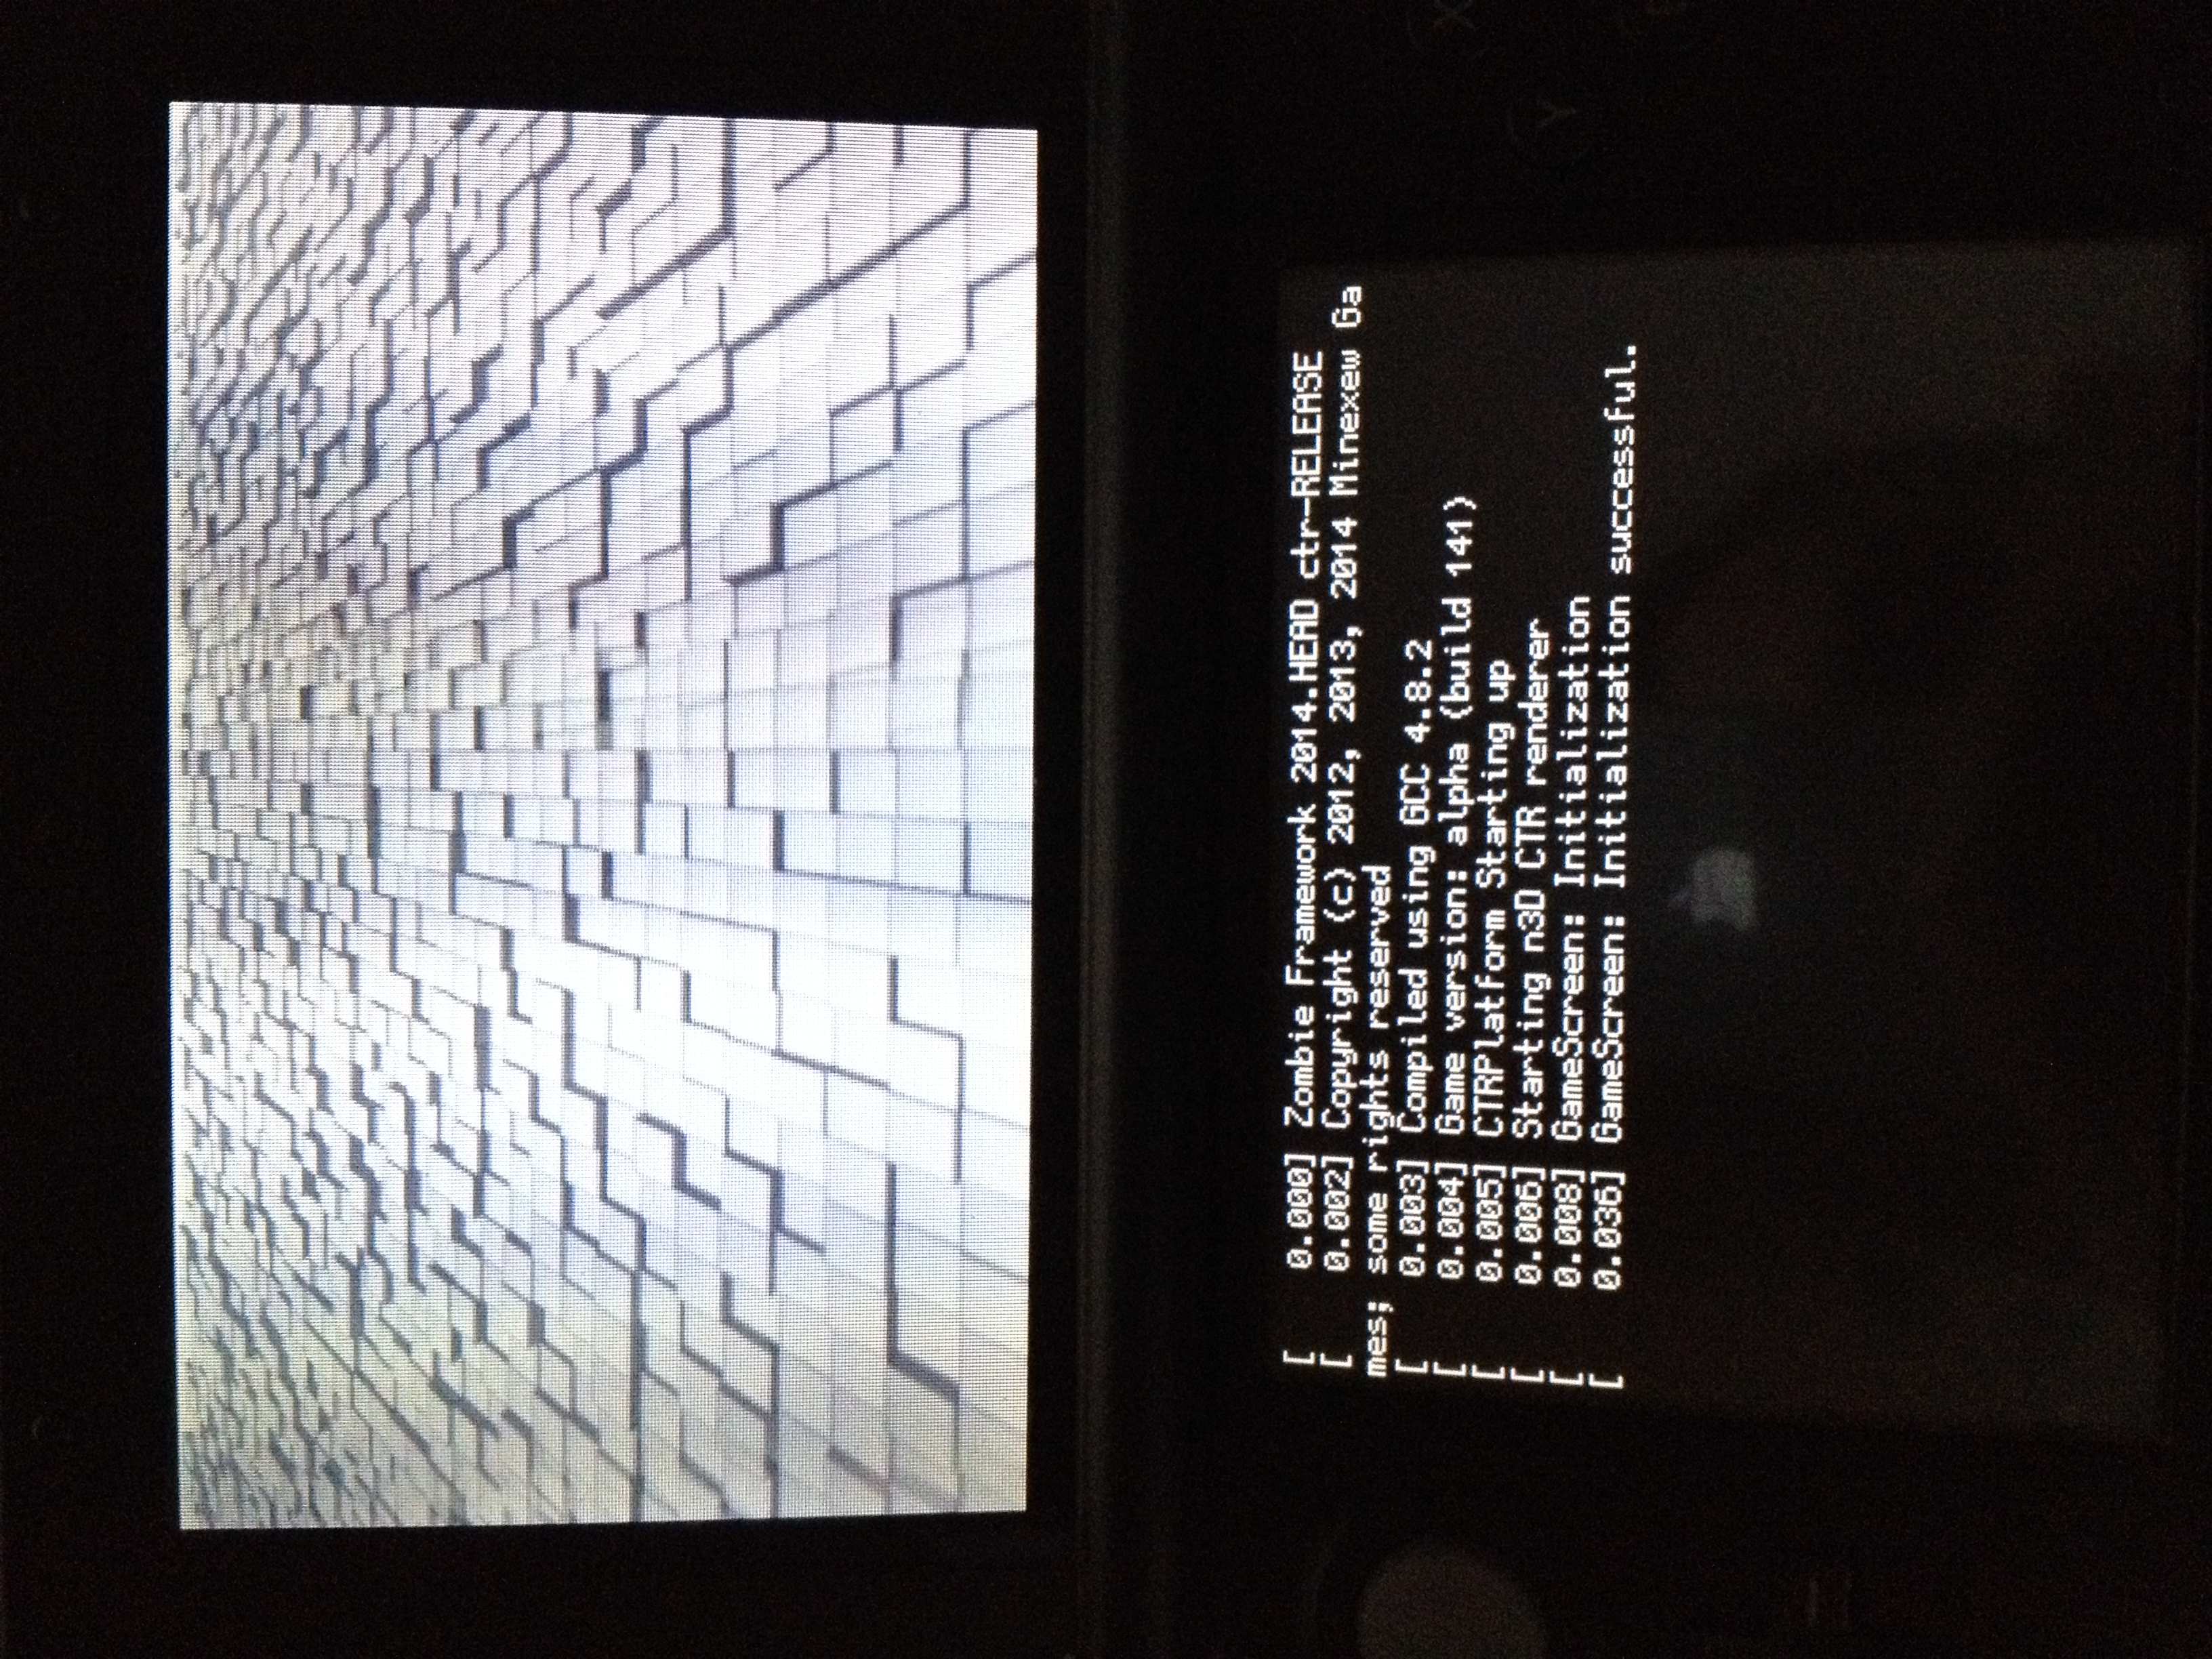 [    0.000] Zombie Framework 2014.HEAD ctr-RELEASE
[    0.002] Copyright (c) 2012, 2013, 2014 Minexew Ga
mes; some rights reserved
[    0.003] Compiled using GCC 4.8.2
[    0.004] Game version: alpha (build 141)
[    0.005] CTRPlatform Starting up
[    0.006] Starting n3D CTR renderer
[    0.008] GameScreen: Initialization
[    0.036] GameScreen: Initialization successful.
X
Y